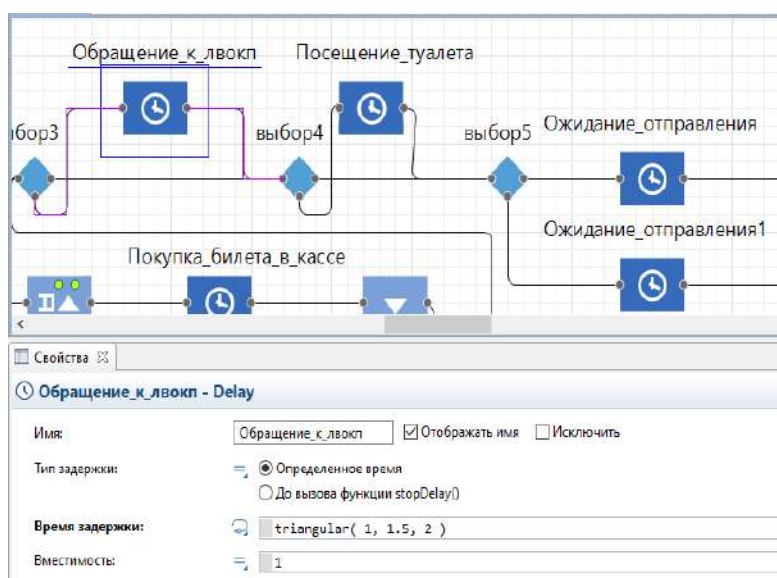 Обращение_к_лвокп Посещение_туалета
ыбор3 выбор4 выбор5 Ожидание_отправления
Ожидание_отправления1
Покупка_билета_в_кассе
Свойства
Обращение_к_лвокп - Delay
Имя: Обращение_к_лвокп Отображать имя Исключить
Тип задержки: Определенное время
До вызова функции stopDelay()
Время задержки: triangular( 1, 1.5, 2 )
Вместимость: 1